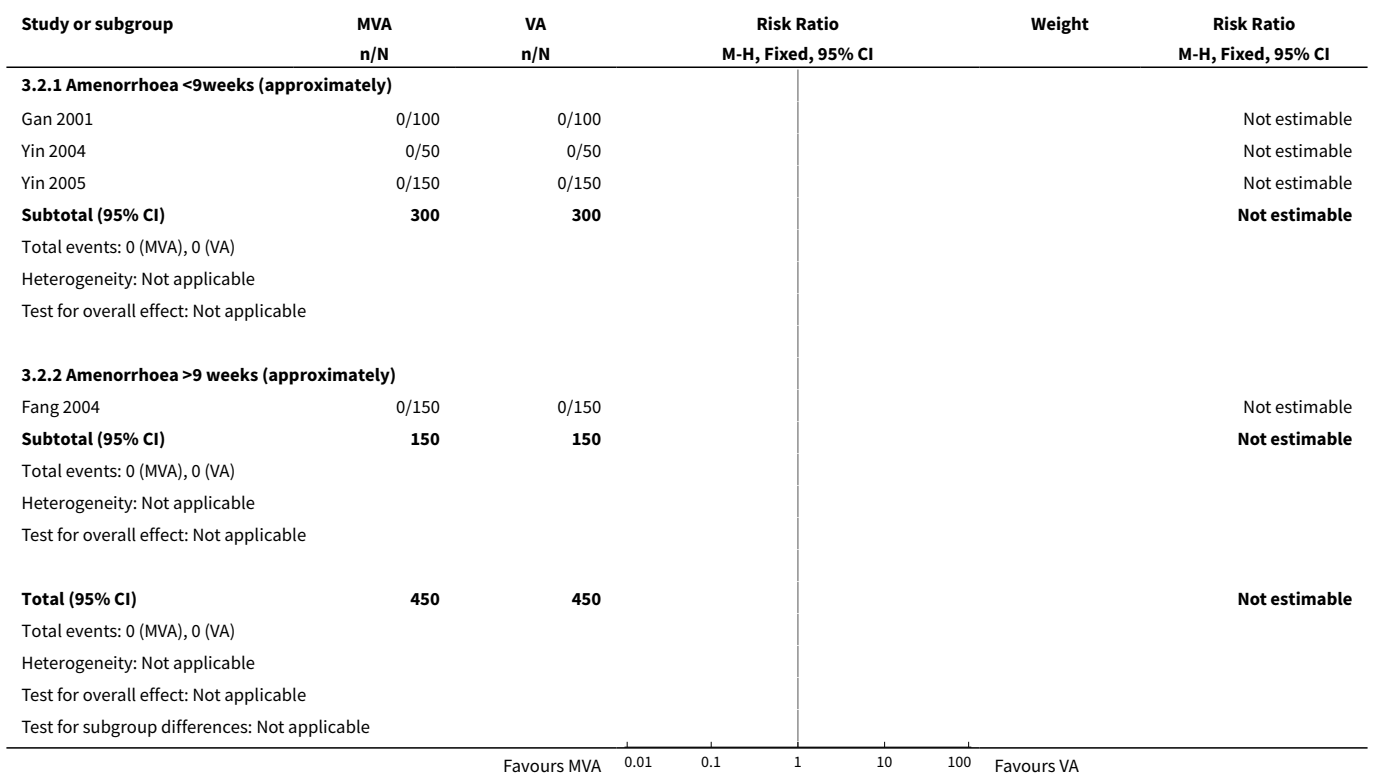 Study or subgroup MVA VA Risk Ratio Weight Risk Ratio
n/N n/N M-H, Fixed, 95% CI M-H, Fixed, 95% CI
3.2.1 Amenorrhoea <9weeks (approximately)
Gan 2001 0/100 0/100 Not estimable
Yin 2004 0/50 0/50 Not estimable
Yin 2005 0/150 0/150 Not estimable
Subtotal (95% CI) 300 300 Not estimable
Total events: 0 (MVA), 0 (VA)
Heterogeneity: Not applicable
Test for overall effect: Not applicable
3.2.2 Amenorrhoea >9 weeks (approximately)
Fang 2004 0/150 0/150 Not estimable
Subtotal (95% CI) 150 150 Not estimable
Total events: 0 (MVA), 0 (VA)
Heterogeneity: Not applicable
Test for overall effect: Not applicable
Total (95% CI) 450 450 Not estimable
Total events: 0 (MVA), 0 (VA)
Heterogeneity: Not applicable
Test for overall effect: Not applicable
Test for subgroup differences: Not applicable
Favours MVA 0.01 0.1 1 10 100 Favours VA